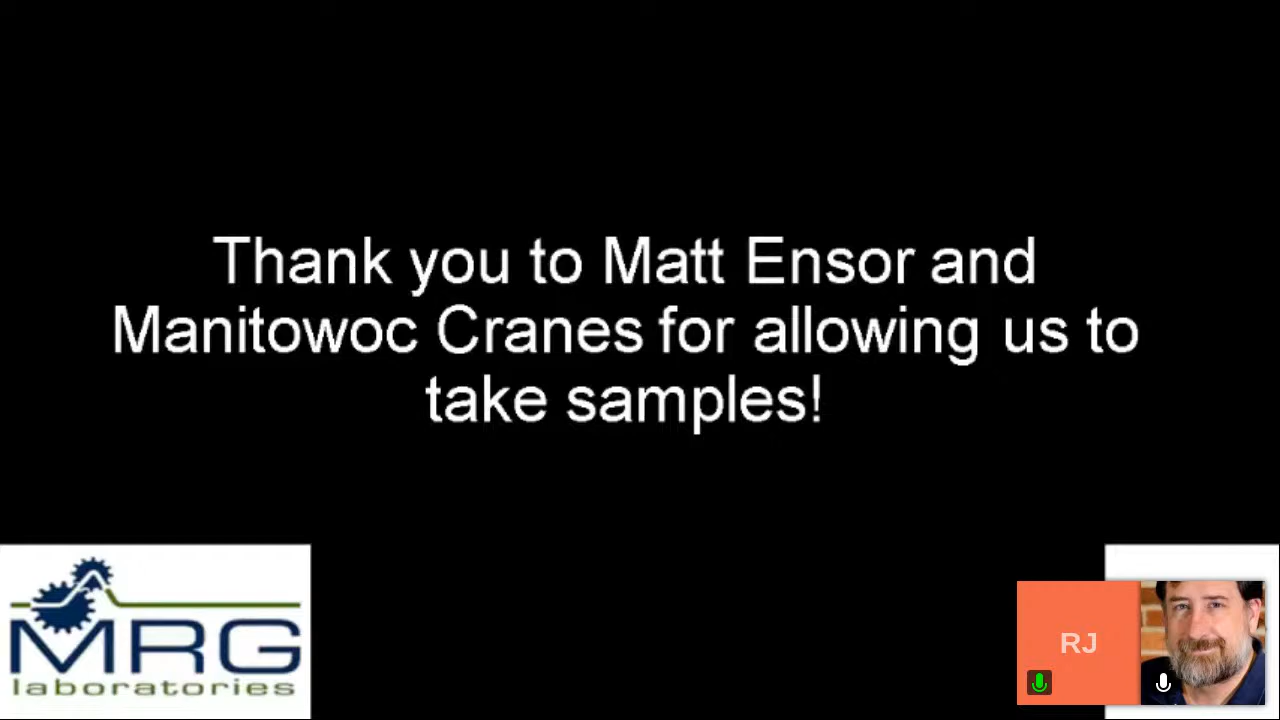 Thank you to Matt Ensor and
Manitowoc Cranes for allowing us to
take samples!
MRG
laboratories
RJ